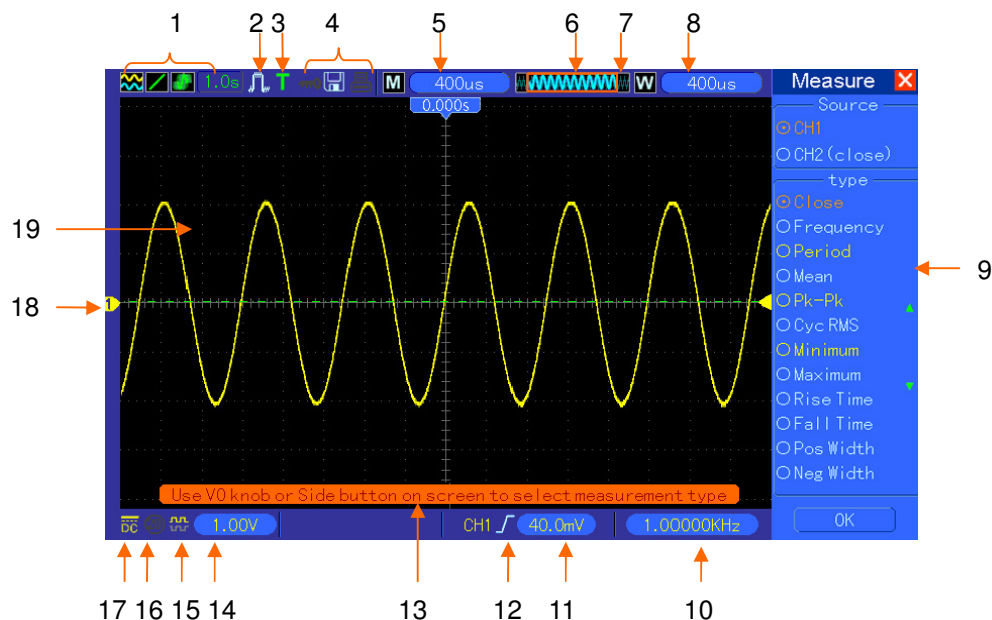 1 2 3 4 5 6 7 8
1.0s T M 400us W 400us Measure
0.000s
Source
CH1
CH2(close)
type
Close
Frequency
Period
Mean
Pk-Pk
Cyc RMS
Minimum
Maximum
Rise Time
Fall Time
Pos Width
Neg Width
OK
19
18
1
9
Use V0 knob or Side button on screen to select measurement type
DC 1.00V CH1 40.0mV 1.00000KHz
17 16 15 14 13 12 11 10